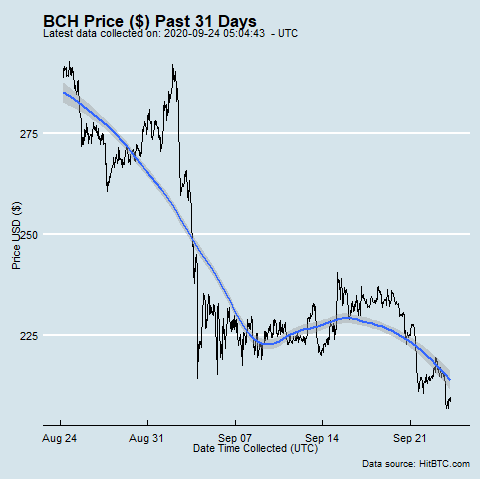 BCH Price ($) Past 31 Days
Latest data collected on: 2020-09-24 05:04:43 - UTC
275
250
225
Price USD ($)
Aug 24 Aug 31 Sep 07 Sep 14 Sep 21
Date Time Collected (UTC)
Data source: HitBTC.com